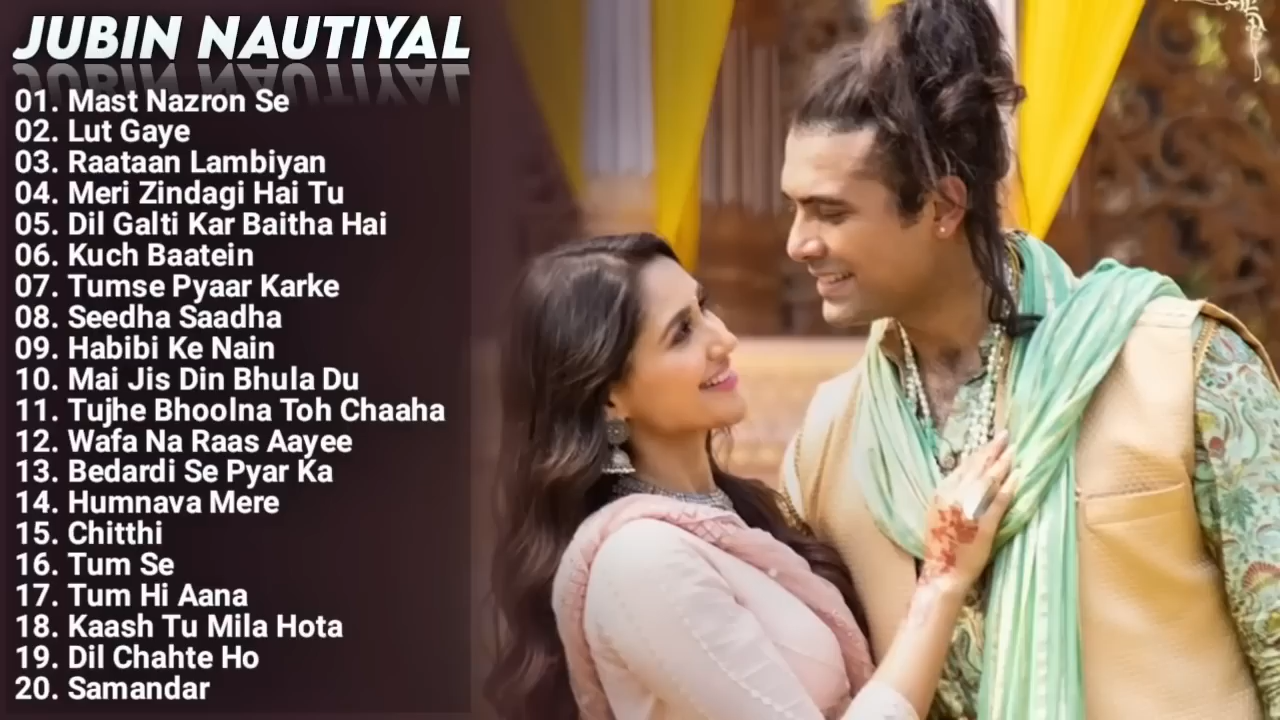 JUBIN NAUTIYAL
01. Mast Nazron Se
02. Lut Gaye
03. Raataan Lambiyan
04. Meri Zindagi Hai Tu
05. Dil Galti Kar Baitha Hai
06. Kuch Baatein
07. Tumse Pyaar Karke
08. Seedha Saadha
09. Habibi Ke Nain
10. Mai Jis Din Bhula Du
11. Tujhe Bhoolna Toh Chaaha
12. Wafa Na Raas Aayee
13. Bedardi Se Pyar Ka
14. Humnava Mere
15. Chitthi
16. Tum Se
17. Tum Hi Aana
18. Kaash Tu Mila Hota
19. Dil Chahte Ho
20. Samandar